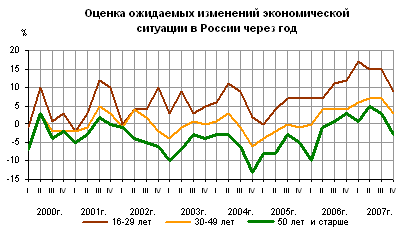 Оценка ожидаемых изменений экономической
ситуации в России через год
%
20
15
10
5
0
-5
-10
-15
I II III IV I II III IV I II III IV I II III IV I II III IV I II III IV I II III IV I II III IV
2000г. 2001г. 2002г. 2003г. 2004г. 2005г. 2006г. 2007г.
16-29 лет 30-49 лет 50 лет и старше